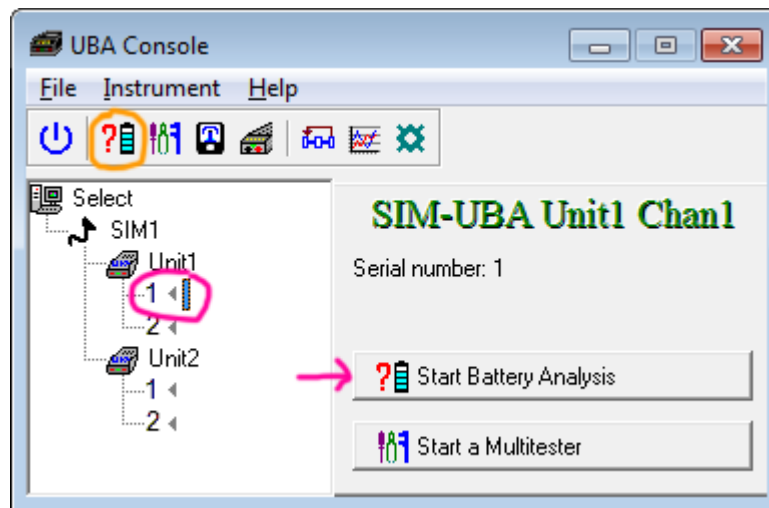 UBA Console
File Instrument Help
Select
SIM1
Unit1
1
2
Unit2
1
2
SIM-UBA Unit1 Chan1
Serial number: 1
Start Battery Analysis
Start a Multitester